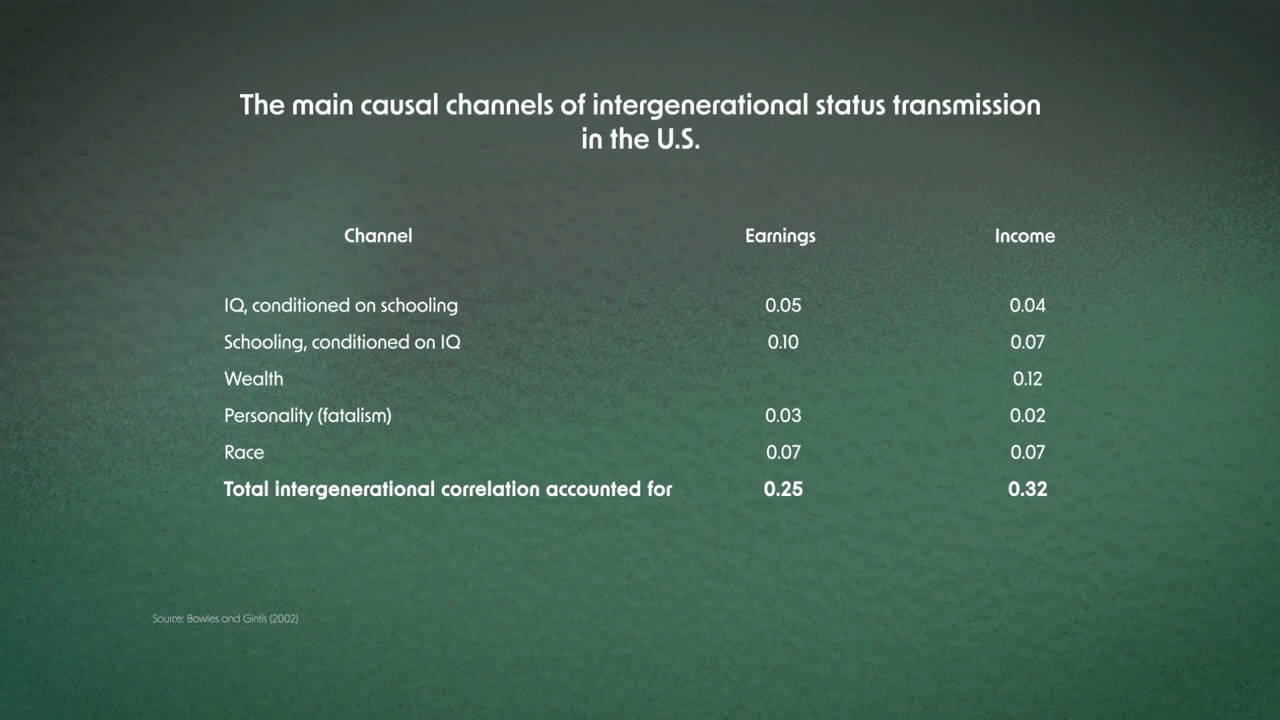 The main causal channels of intergenerational status transmission
in the U.S.
Channel Earnings Income
IQ, conditioned on schooling 0.05 0.04
Schooling, conditioned on IQ 0.10 0.07
Wealth 0.12
Personality (fatalism) 0.03 0.02
Race 0.07 0.07
Total intergenerational correlation accounted for 0.25 0.32
Source: Bowles and Gintis (2002)